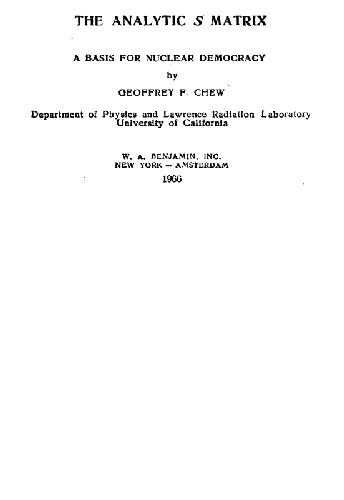 THE ANALYTIC S MATRIX
A BASIS FOR NUCLEAR DEMOCRACY
by
GEOFFREY F. CHEW
Department of Physics and Lawrence Radiation Laboratory
University of California
W. A. BENJAMIN, INC.
NEW YORK — AMSTERDAM
1966